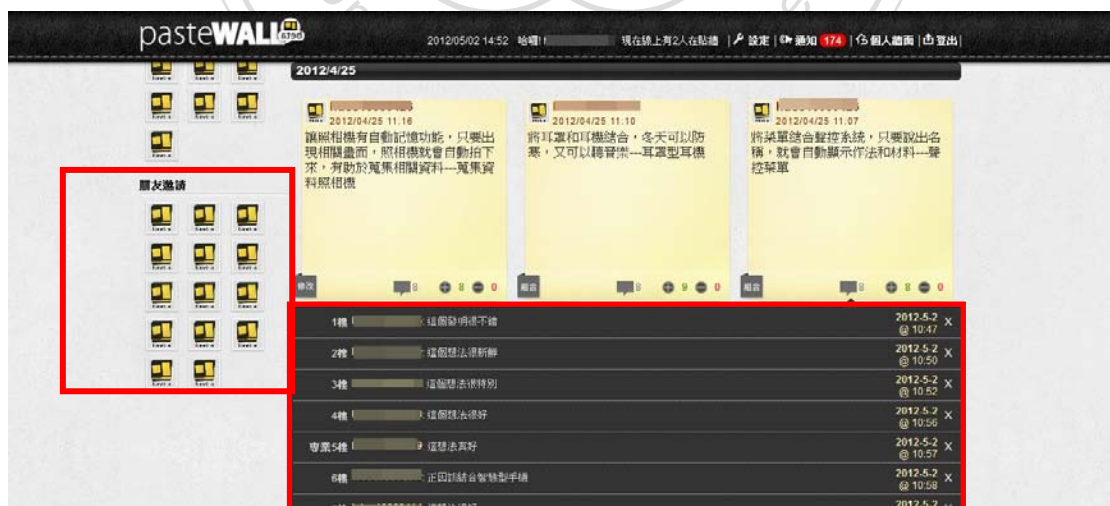 pasteWALL
2012/05/02 14:52 哈囉!
現在線上有2人在貼牆 | 設定 | 通知 174 | 個人牆面 | 登出|
2012/4/25
朋友邀請
2012/04/25 11:16
讓照相機有自動記憶功能,只要出
現相關畫面,照相機就會自動拍下
來,有助於蒐集相關資料---蒐集資
料照相機
修改
8 8 0
2012/04/25 11:10
將耳罩和耳機結合,冬天可以防
寒,又可以聽音樂---耳罩型耳機
組合
8 9 0
2012/04/25 11:07
將菜單結合聲控系統,只要說出名
稱,就會自動顯示作法和材料---聲
控菜單
組合
8 8 0
1樓 : 這個發明很不錯 2012-5-2 @ 10:47 X
2樓 : 這個想法很新鮮 2012-5-2 @ 10:50 X
3樓 這個想法很特別 2012-5-2 @ 10:52 X
4樓 : 這個想法很好 2012-5-2 @ 10:56 X
專業5樓 9 這想法真好 2012-5-2 @ 10:57 X
6樓 : 正因該結合智慧型手機 2012-5-2 @ 10:58 X
2012-5-2